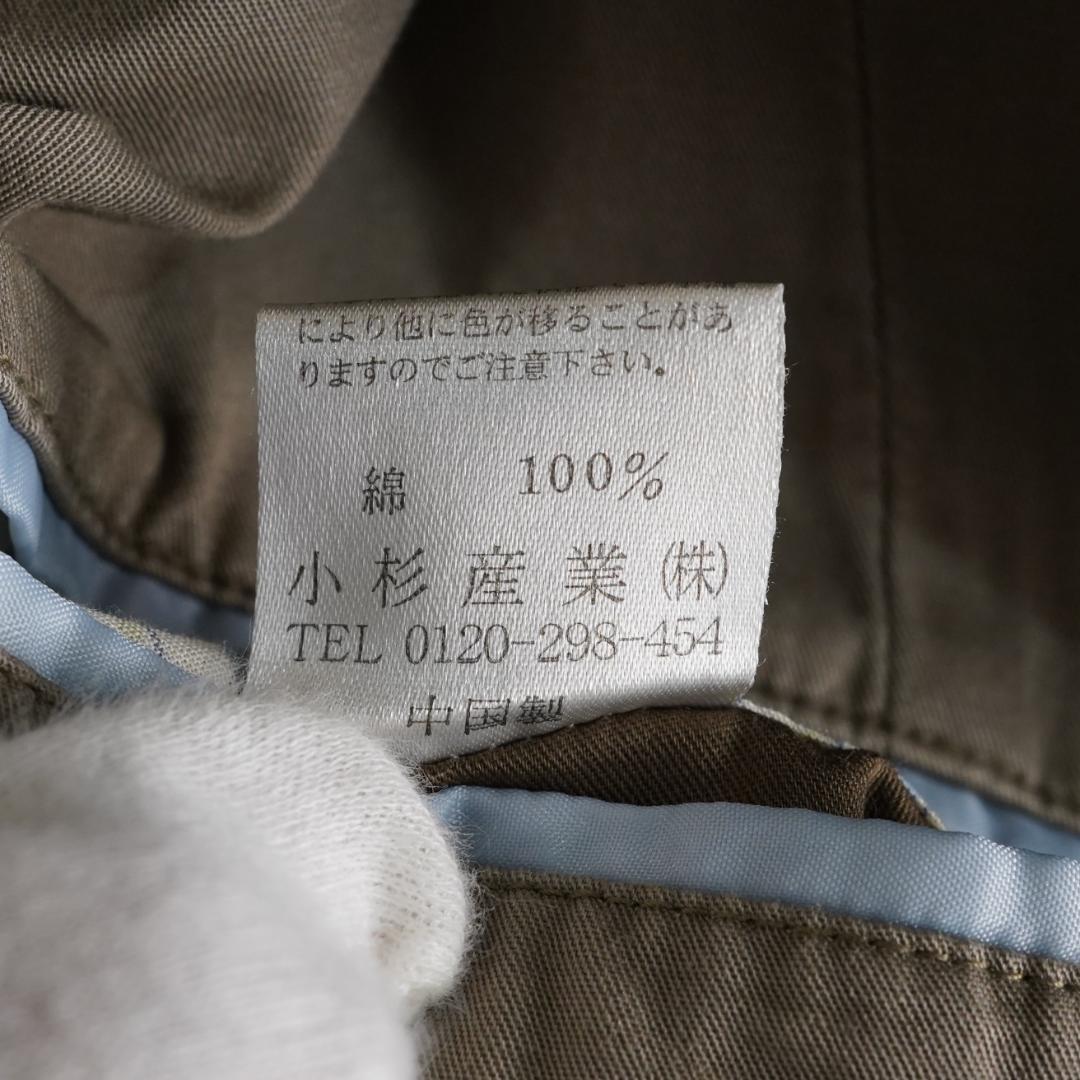 により他に色が移ることがあ
りますのでご注意下さい。
綿 100%
小杉産業(株)
TEL 0120-298-454
中国製